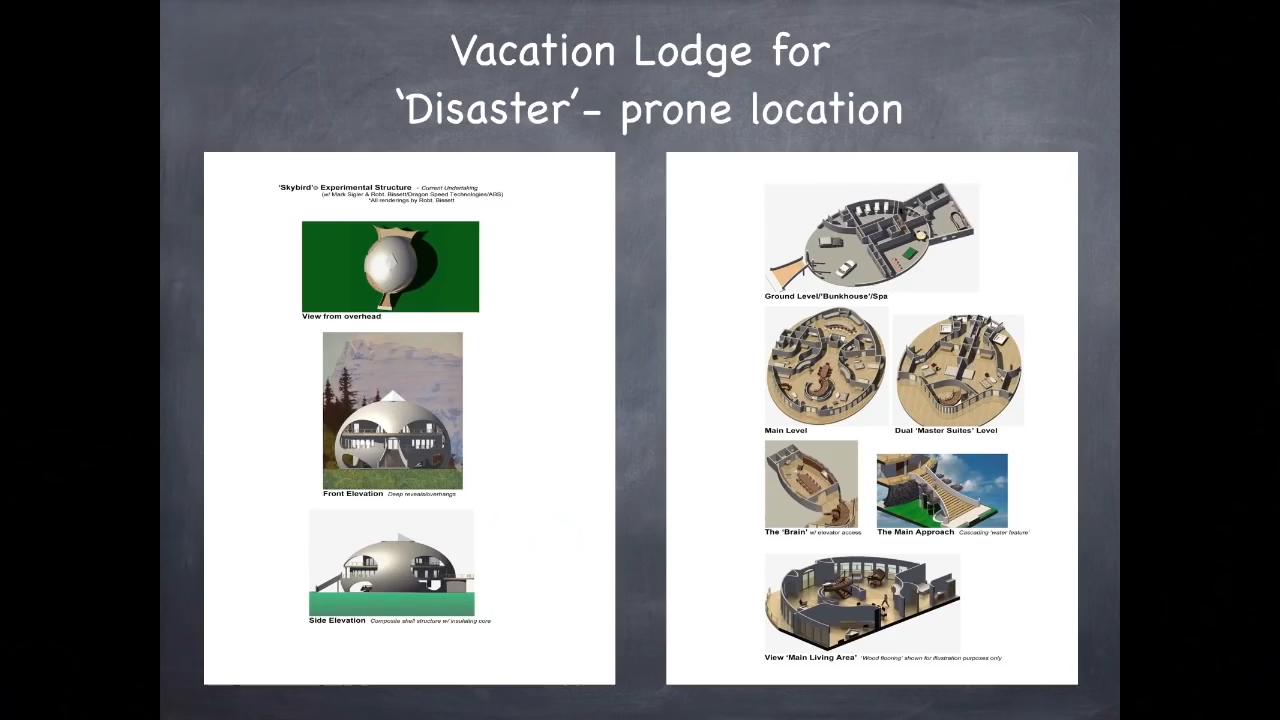 Vacation Lodge for
‘Disaster’- prone location
‘Skybird’® Experimental Structure - Current Undertaking
(w/ Mark Sigler & Robt. Bissett/Dragon Speed Technologies/ABS)
*All renderings by Robt. Bissett
View from overhead
Front Elevation Deep reveals/overhangs
Side Elevation Composite shell structure w/ insulating core
Ground Level/‘Bunkhouse’/Spa
Main Level
Dual ‘Master Suites’ Level
The ‘Brain’ w/ elevator access
The Main Approach Cascading ‘water feature’
View ‘Main Living Area’ ‘Wood flooring’ shown for illustration purposes only